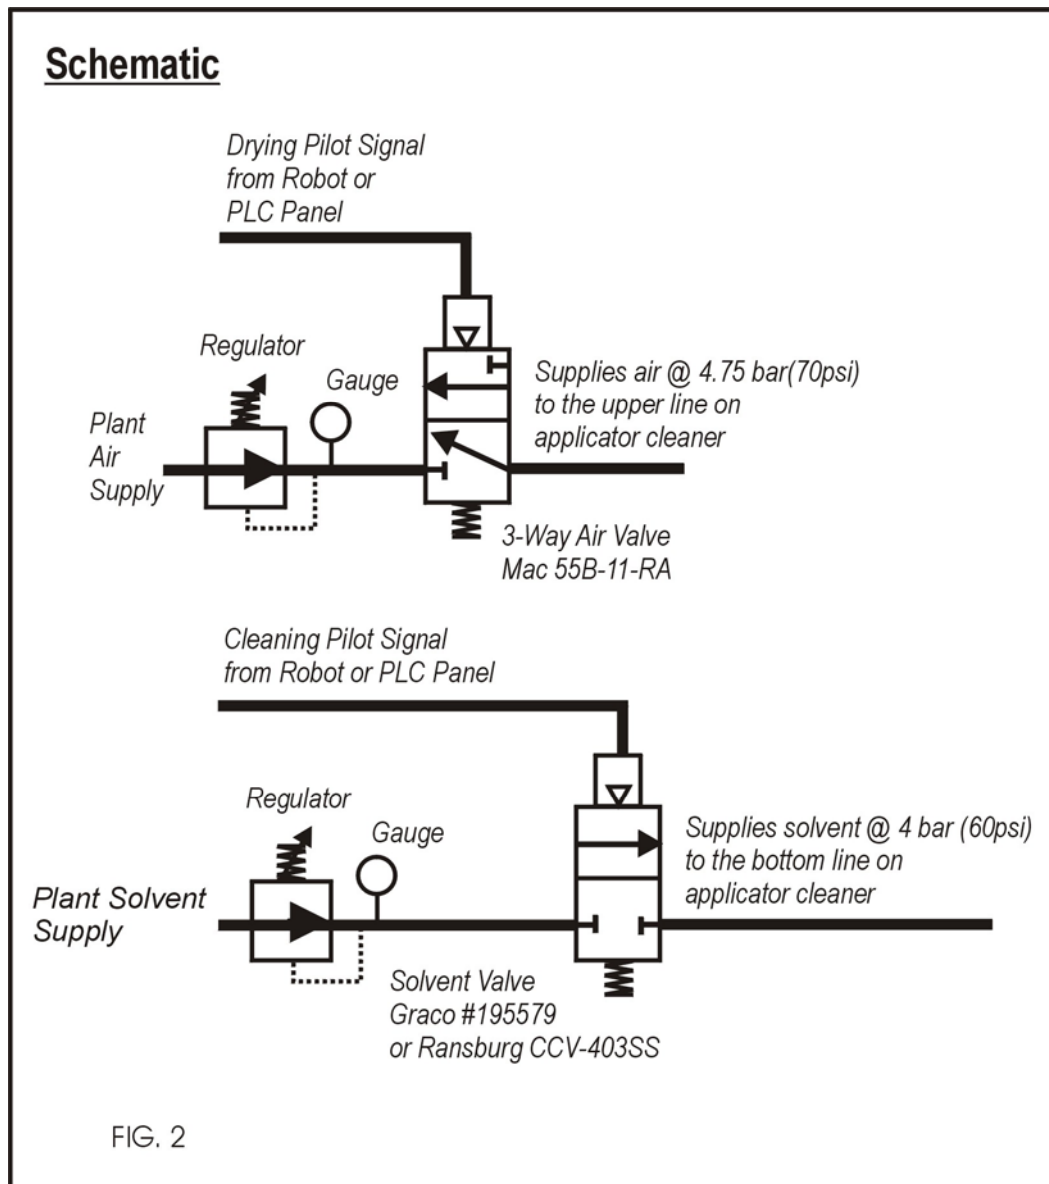 Schematic
Drying Pilot Signal
from Robot or
PLC Panel
Regulator
Gauge
Plant
Air
Supply
Supplies air @ 4.75 bar(70psi)
to the upper line on
applicator cleaner
3-Way Air Valve
Mac 55B-11-RA
Cleaning Pilot Signal
from Robot or PLC Panel
Regulator
Gauge
Plant Solvent
Supply
Supplies solvent @ 4 bar (60psi)
to the bottom line on
applicator cleaner
Solvent Valve
Graco #195579
or Ransburg CCV-403SS
FIG. 2